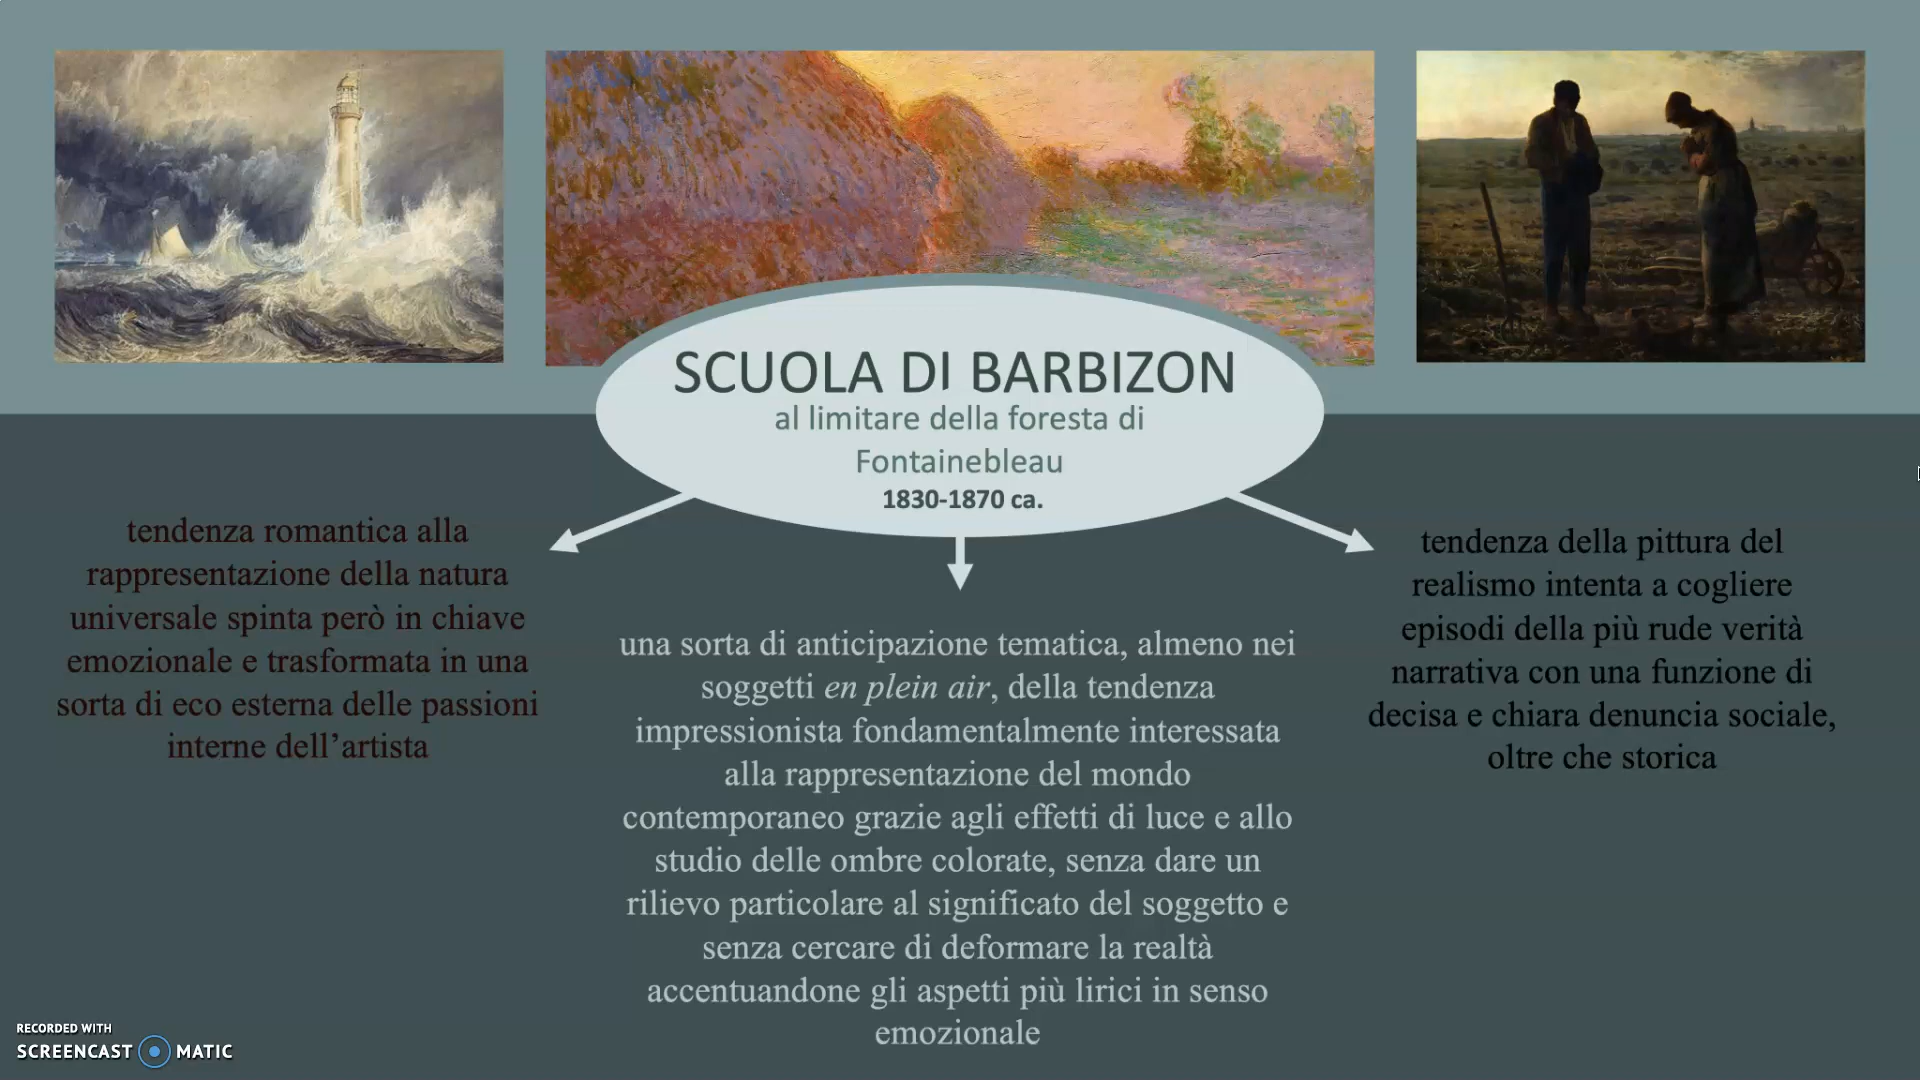 SCUOLA DI BARBIZON
al limitare della foresta di
Fontainebleau
1830-1870 ca.
tendenza romantica alla
rappresentazione della natura
universale spinta però in chiave
emozionale e trasformata in una
sorta di eco esterna delle passioni
interne dell’artista
una sorta di anticipazione tematica, almeno nei
soggetti en plein air, della tendenza
impressionista fondamentalmente interessata
alla rappresentazione del mondo
contemporaneo grazie agli effetti di luce e allo
studio delle ombre colorate, senza dare un
rilievo particolare al significato del soggetto e
senza cercare di deformare la realtà
accentuandone gli aspetti più lirici in senso
emozionale
tendenza della pittura del
realismo intenta a cogliere
episodi della più rude verità
narrativa con una funzione di
decisa e chiara denuncia sociale,
oltre che storica
RECORDED WITH
SCREENCAST MATIC